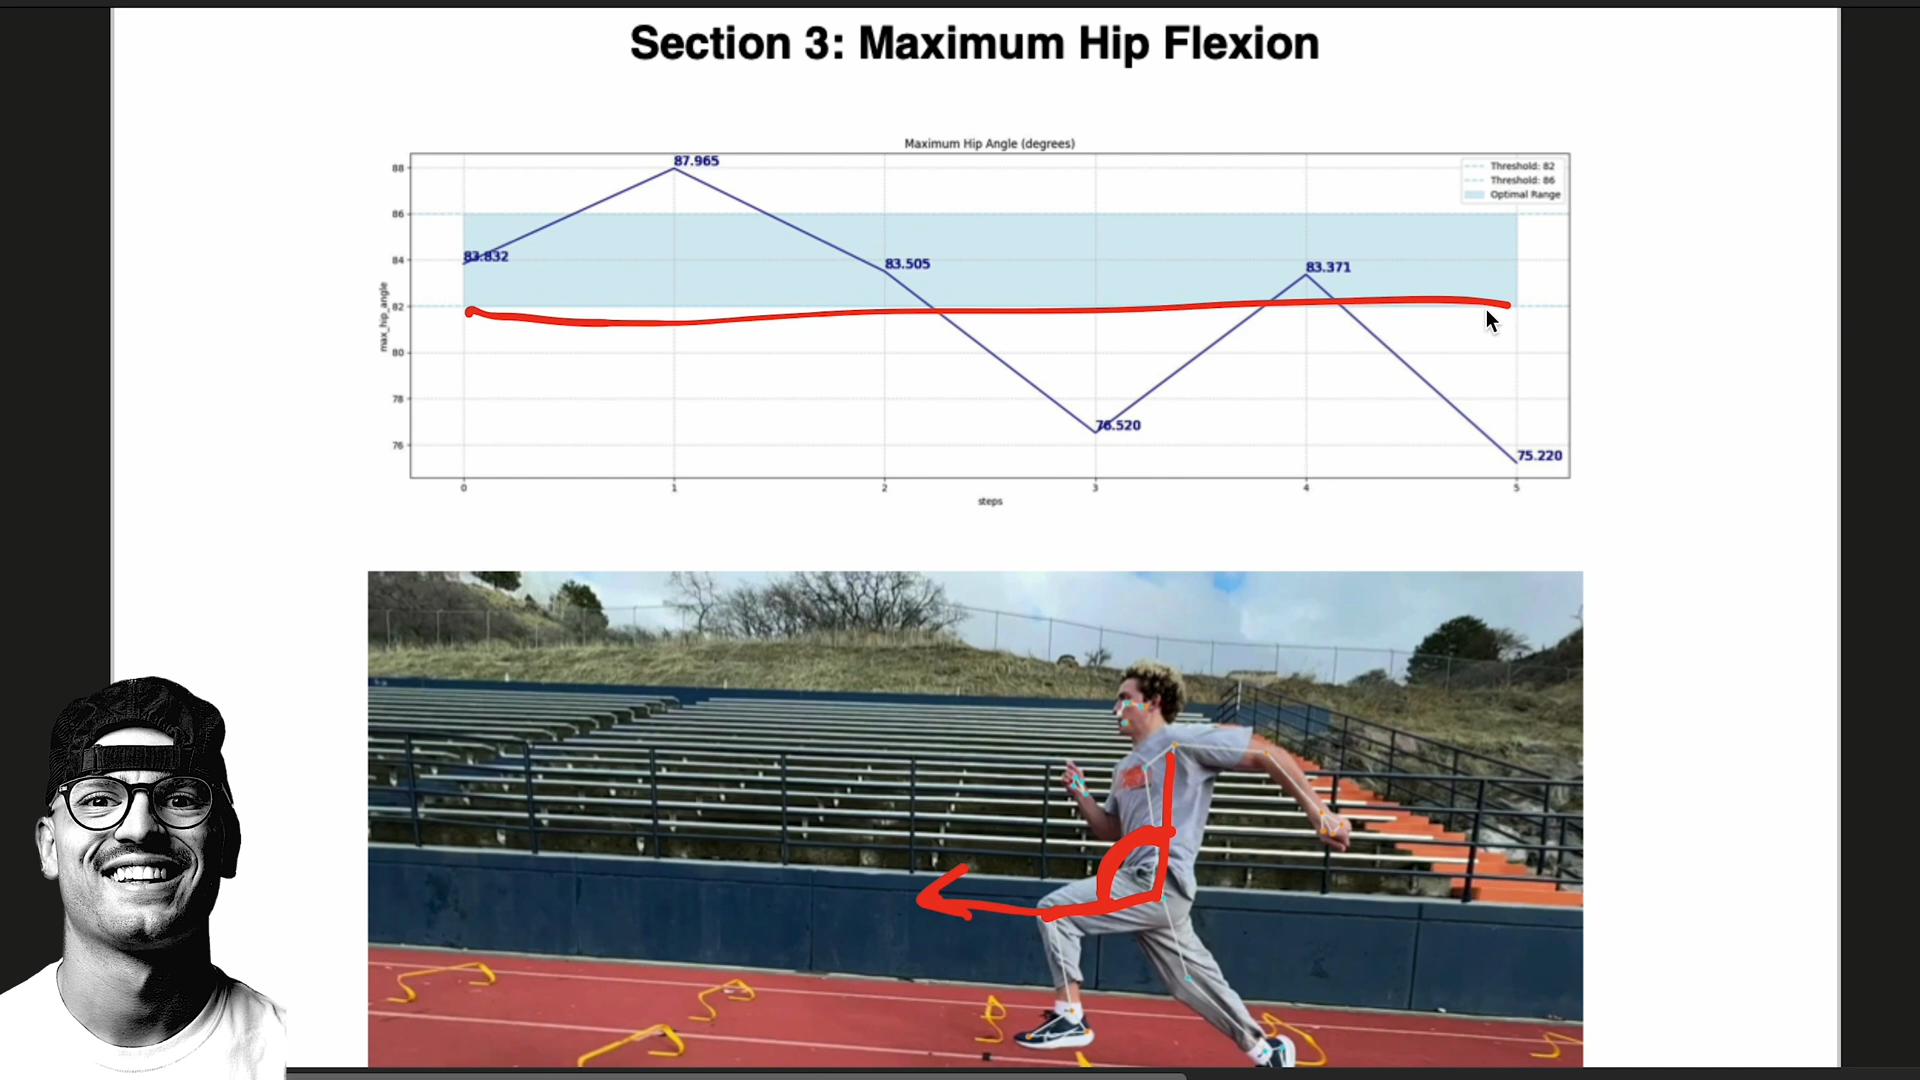 Section 3: Maximum Hip Flexion
Maximum Hip Angle (degrees)
Threshold: 82
Threshold: 86
Optimal Range
max_hip_angle
88
86
84
82
80
78
76
87.965
83.832
83.505
83.371
76.520
75.220
0 1 2 3 4 5
steps